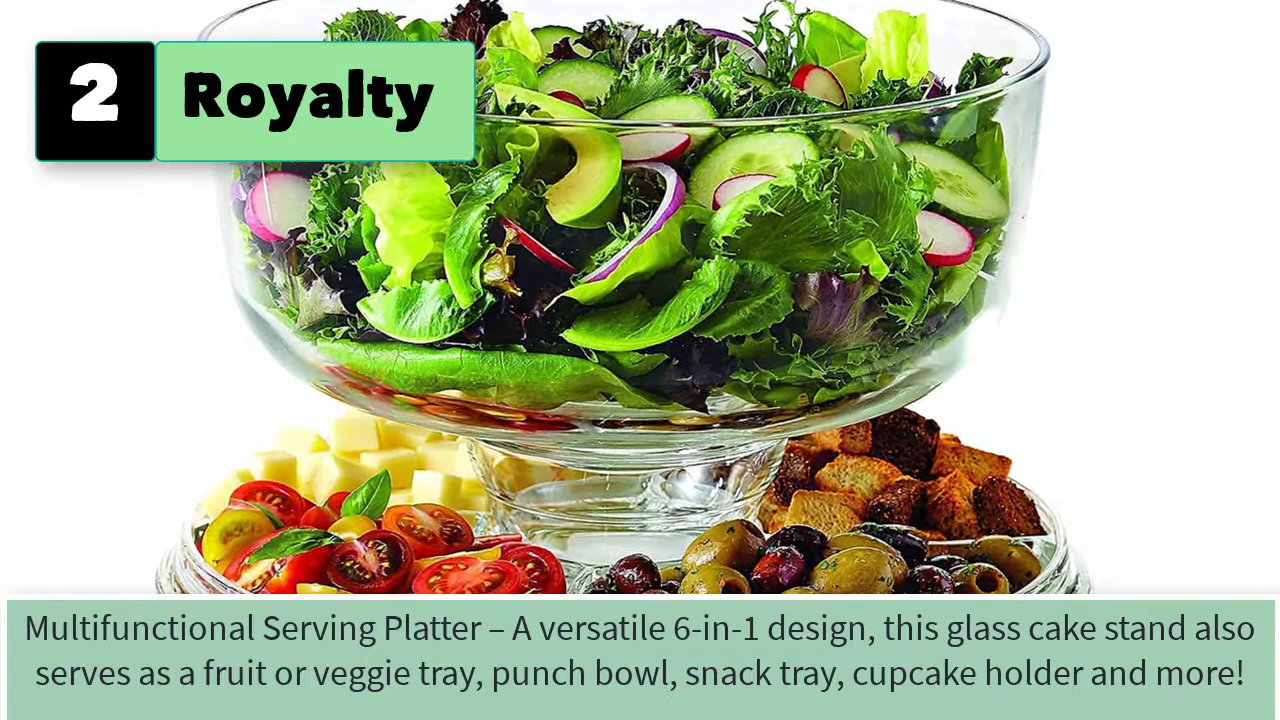 2 Royalty
Multifunctional Serving Platter – A versatile 6-in-1 design, this glass cake stand also
serves as a fruit or veggie tray, punch bowl, snack tray, cupcake holder and more!